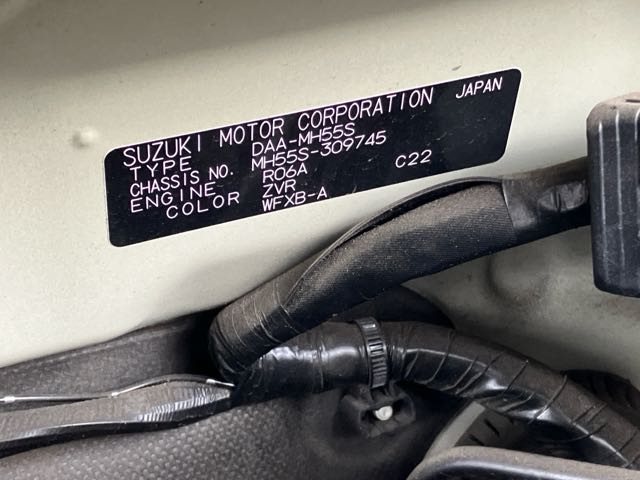 SUZUKI MOTOR CORPORATION JAPAN
TYPE DAA-MH55S
CHASSIS NO. MH55S-309745
ENGINE R06A C22
COLOR ZVR
WFXB-A